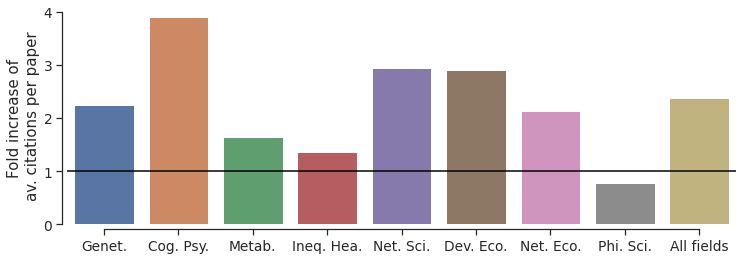 Fold increase of
av. citations per paper
4
3
2
1
0
Genet. Cog. Psy. Metab. Ineq. Hea. Net. Sci. Dev. Eco. Net. Eco. Phi. Sci. All fields